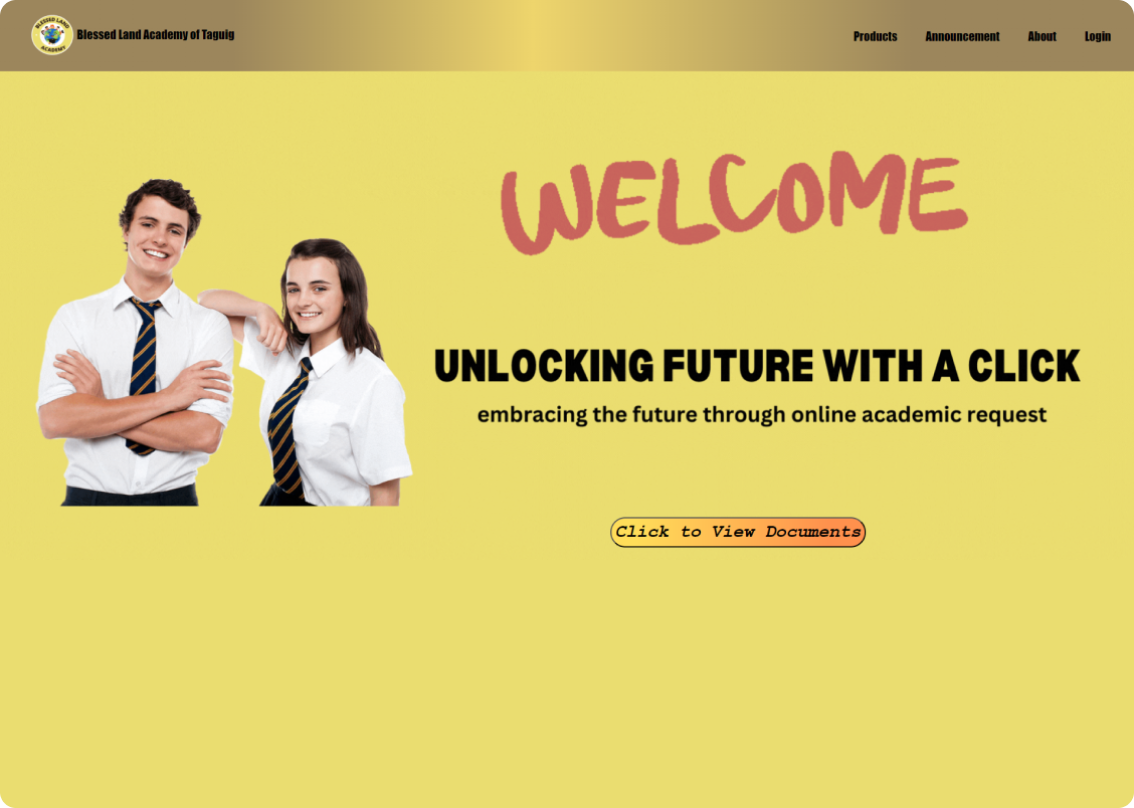 BLESSED LAND
ACADEMY
Blessed Land Academy of Taguig
Products
Announcement
About
Login
WELCOME
UNLOCKING FUTURE WITH A CLICK
embracing the future through online academic request
Click to View Documents